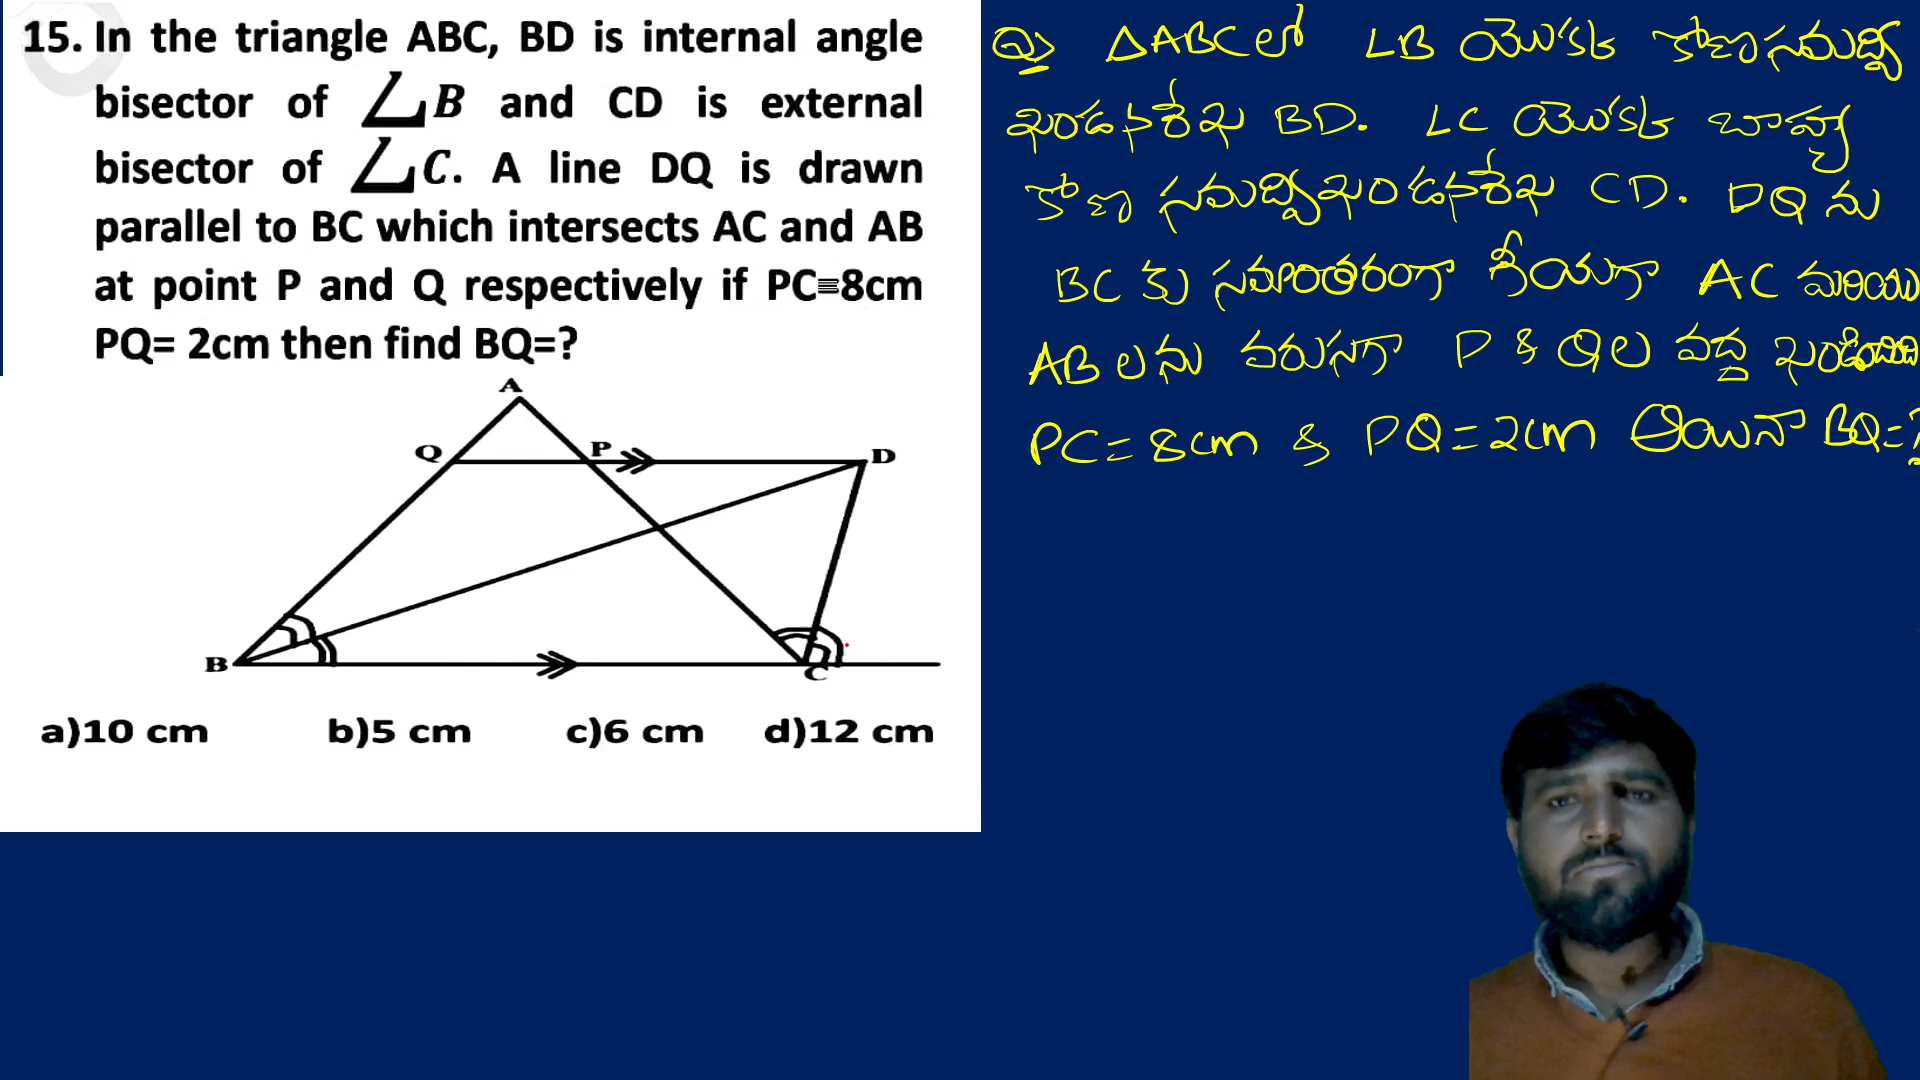 15. In the triangle ABC, BD is internal angle
bisector of ∠B and CD is external
bisector of ∠C. A line DQ is drawn
parallel to BC which intersects AC and AB
at point P and Q respectively if PC=8cm
PQ= 2cm then find BQ=?
A
Q P D
B C
a)10 cm b)5 cm c)6 cm d)12 cm
Q) ΔABCలో ∠B యొక్క కోణ సమద్వి
ఖండనరేఖ BD. ∠C యొక్క బాహ్య
కోణ సమద్విఖండనరేఖ CD. DQ ను
BC కు సమాంతరంగా గీయగా AC మరియు
AB లను వరుసగా P & Q ల వద్ద ఖండించింది
PC = 8cm & PQ = 2cm అయినా BQ=?